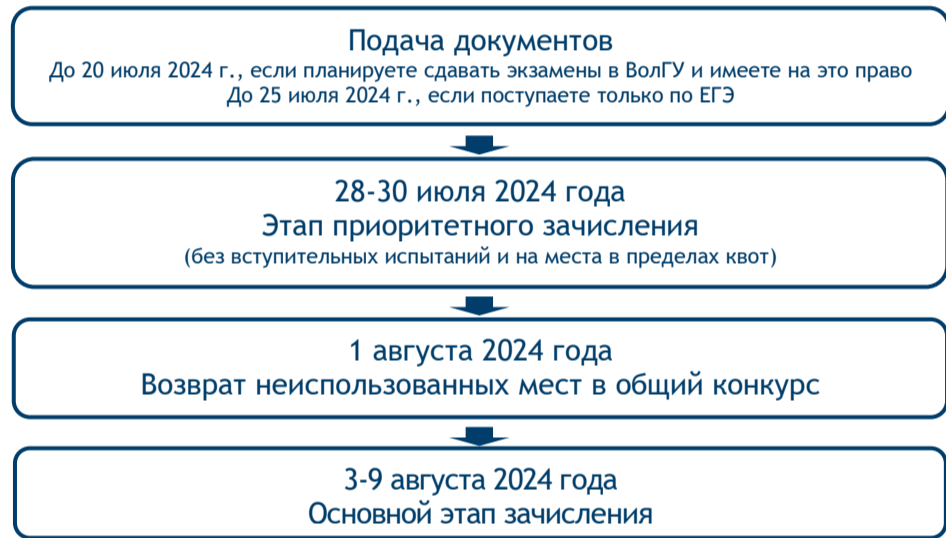 Подача документов
До 20 июля 2024 г., если планируете сдавать экзамены в ВолГУ и имеете на это право
До 25 июля 2024 г., если поступаете только по ЕГЭ
28-30 июля 2024 года
Этап приоритетного зачисления
(без вступительных испытаний и на места в пределах квот)
1 августа 2024 года
Возврат неиспользованных мест в общий конкурс
3-9 августа 2024 года
Основной этап зачисления